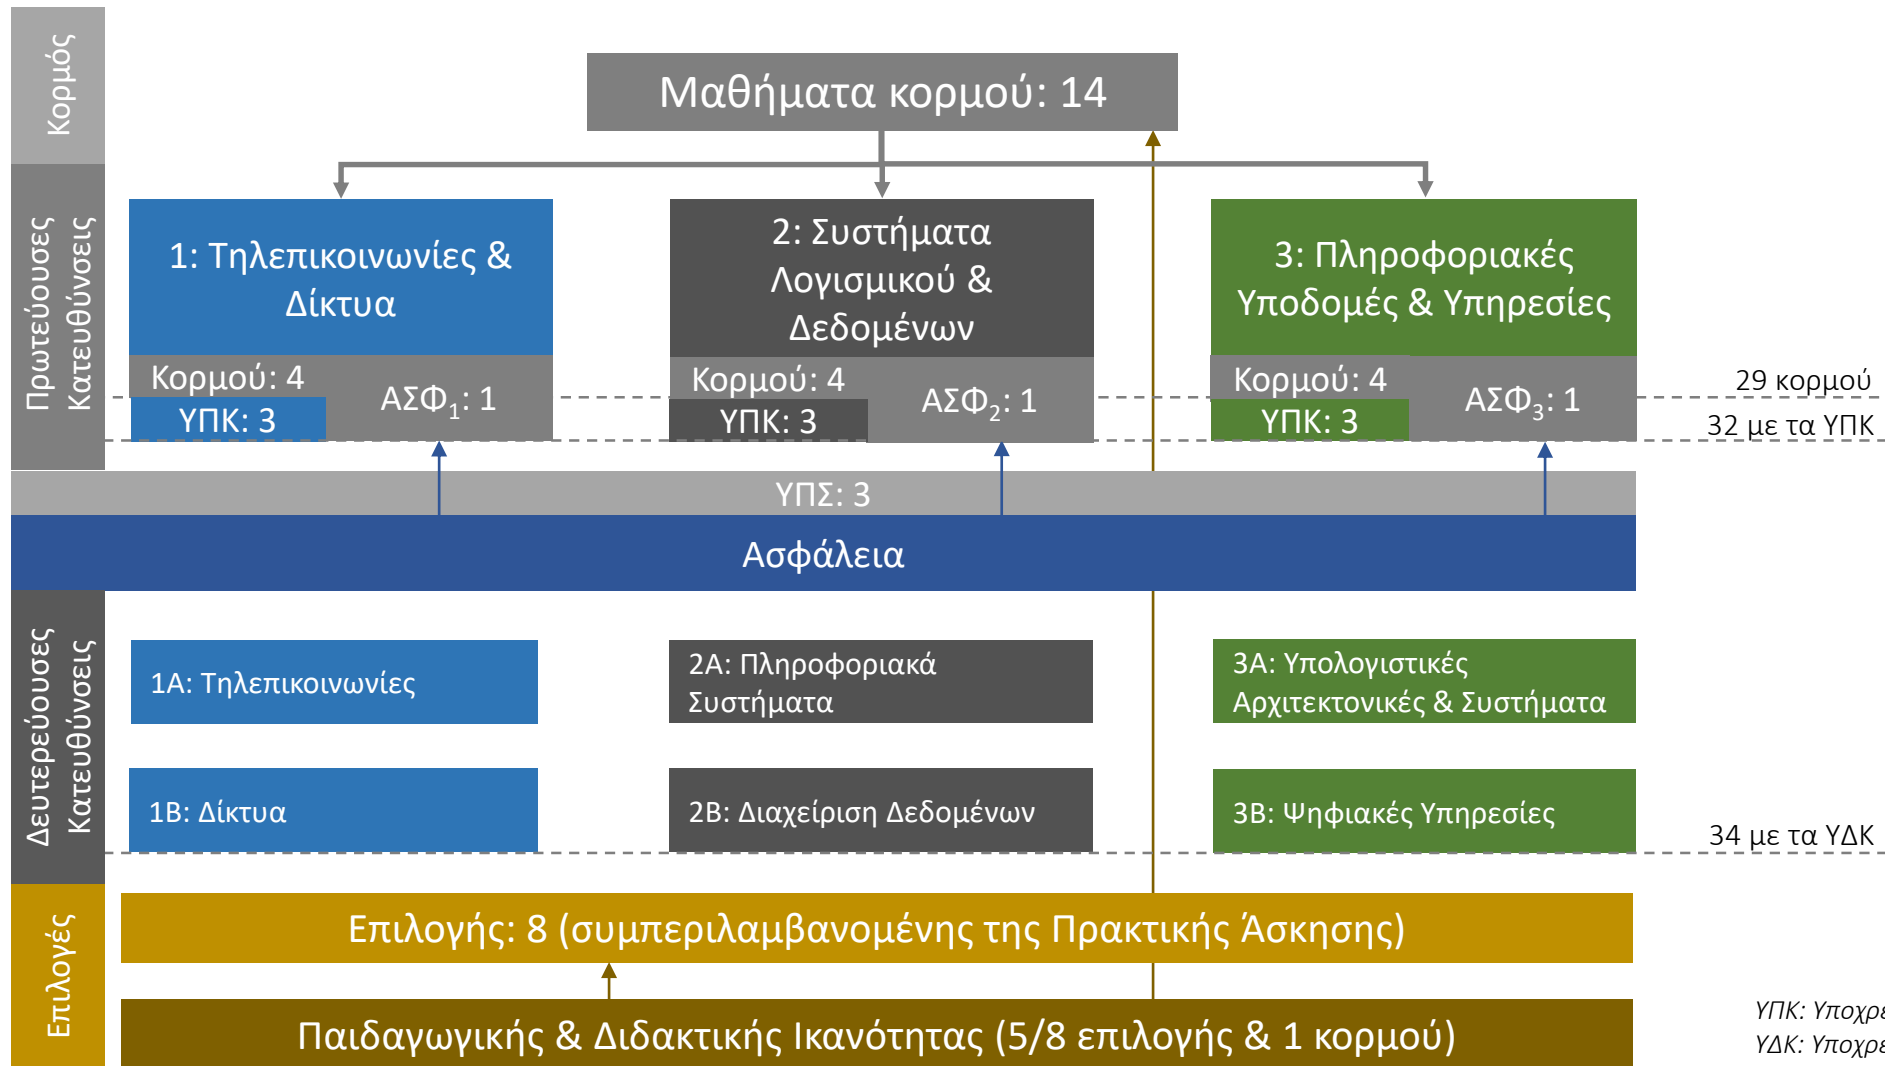 Κορμός
Μαθήματα κορμού: 14
Πρωτεύουσες
Κατευθύνσεις
1: Τηλεπικοινωνίες &
Δίκτυα
Κορμού: 4
ΥΠΚ: 3
ΑΣΦ1: 1
2: Συστήματα
Λογισμικού &
Δεδομένων
Κορμού: 4
ΥΠΚ: 3
ΑΣΦ2: 1
3: Πληροφοριακές
Υποδομές & Υπηρεσίες
Κορμού: 4
ΥΠΚ: 3
ΑΣΦ3: 1
29 κορμού
32 με τα ΥΠΚ
ΥΠΣ: 3
Ασφάλεια
Δευτερεύουσες
Κατευθύνσεις
1Α: Τηλεπικοινωνίες
2Α: Πληροφοριακά
Συστήματα
3Α: Υπολογιστικές
Αρχιτεκτονικές & Συστήματα
1Β: Δίκτυα
2Β: Διαχείριση Δεδομένων
3Β: Ψηφιακές Υπηρεσίες
34 με τα ΥΔΚ
Επιλογές
Επιλογής: 8 (συμπεριλαμβανομένης της Πρακτικής Άσκησης)
Παιδαγωγικής & Διδακτικής Ικανότητας (5/8 επιλογής & 1 κορμού)
ΥΠΚ:
ΥΔΚ: